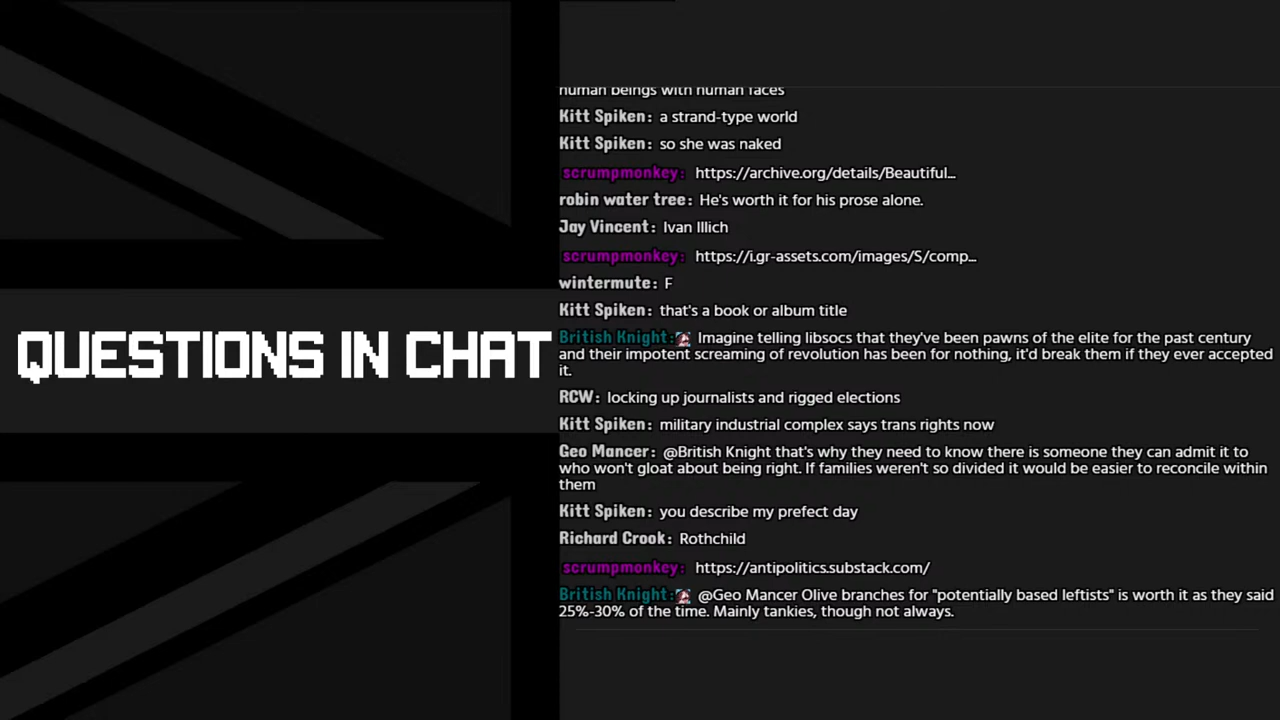 QUESTIONS IN CHAT
human beings with human faces
Kitt Spiken: a strand-type world
Kitt Spiken: so she was naked
scrumpmonkey: https://archive.org/details/Beautiful...
robin water tree: He's worth it for his prose alone.
Jay Vincent: Ivan Illich
scrumpmonkey: https://i.gr-assets.com/images/S/comp...
wintermute: F
Kitt Spiken: that's a book or album title
British Knight: Imagine telling libsocs that they've been pawns of the elite for the past century
and their impotent screaming of revolution has been for nothing, it'd break them if they ever accepted
it.
RCW: locking up journalists and rigged elections
Kitt Spiken: military industrial complex says trans rights now
Geo Mancer: @British Knight that's why they need to know there is someone they can admit it to
who won't gloat about being right. If families weren't so divided it would be easier to reconcile within
them
Kitt Spiken: you describe my prefect day
Richard Crook: Rothchild
scrumpmonkey: https://antipolitics.substack.com/
British Knight: @Geo Mancer Olive branches for "potentially based leftists" is worth it as they said
25%-30% of the time. Mainly tankies, though not always.